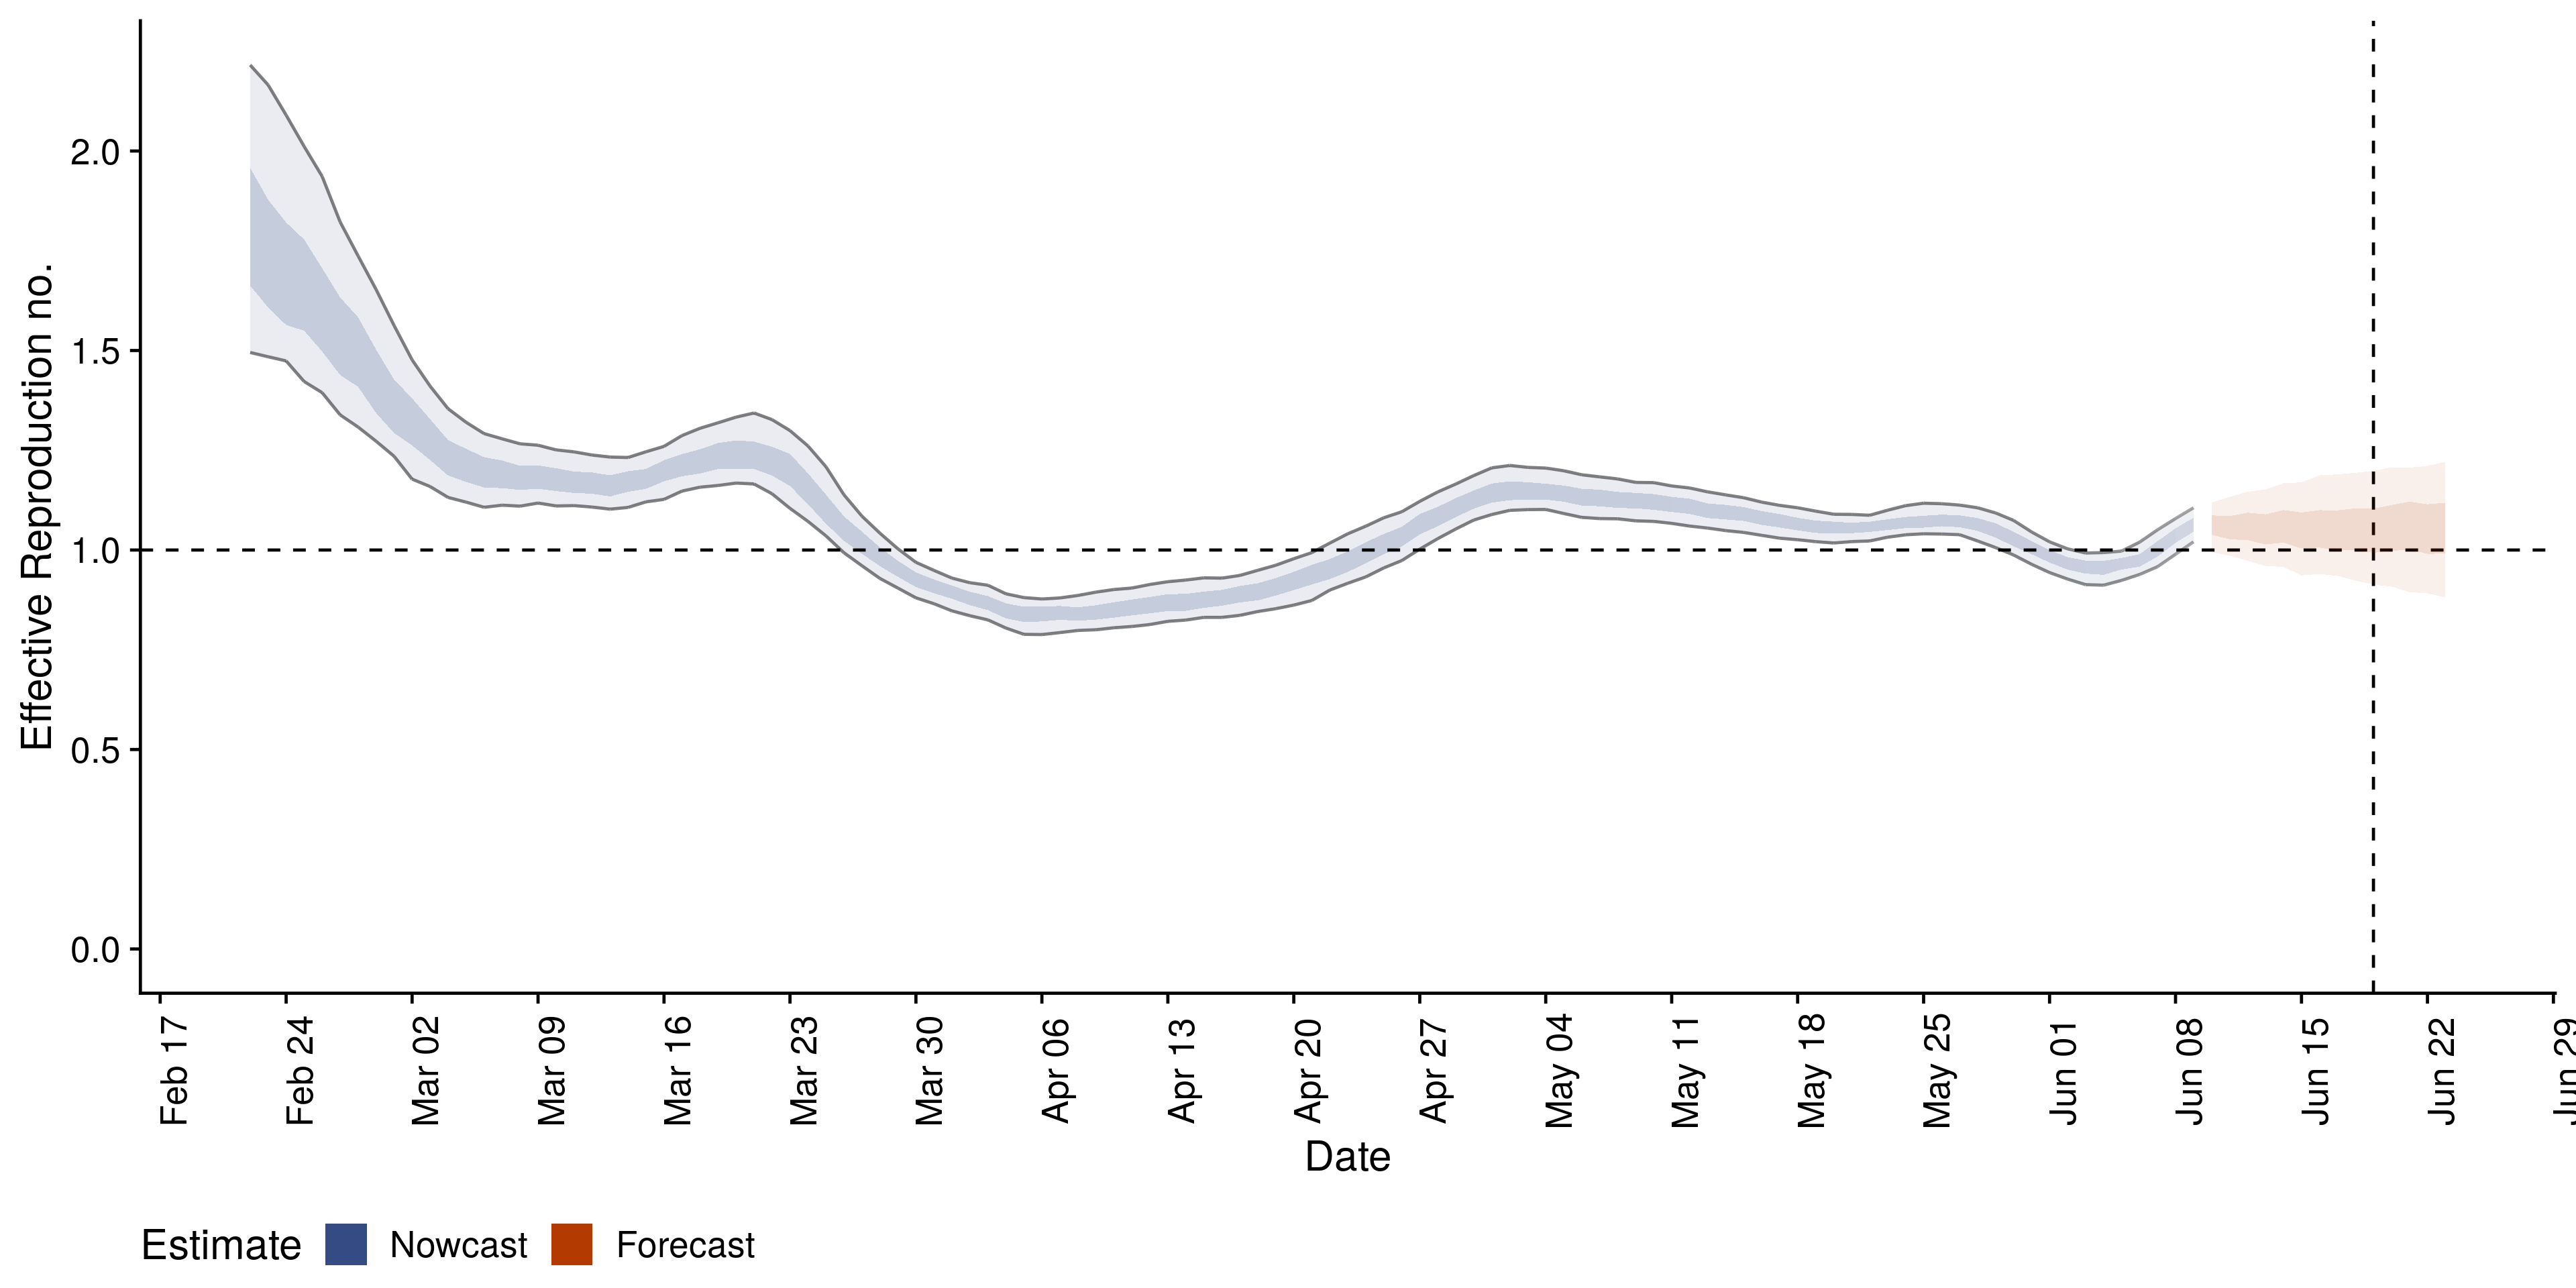 Effective Reproduction no.
2.0
1.5
1.0
0.5
0.0
Feb 17
Feb 24
Mar 02
Mar 09
Mar 16
Mar 23
Mar 30
Apr 06
Apr 13
Apr 20
Apr 27
May 04
May 11
May 18
May 25
Jun 01
Jun 08
Jun 15
Jun 22
Jun 29
Date
Estimate Nowcast Forecast